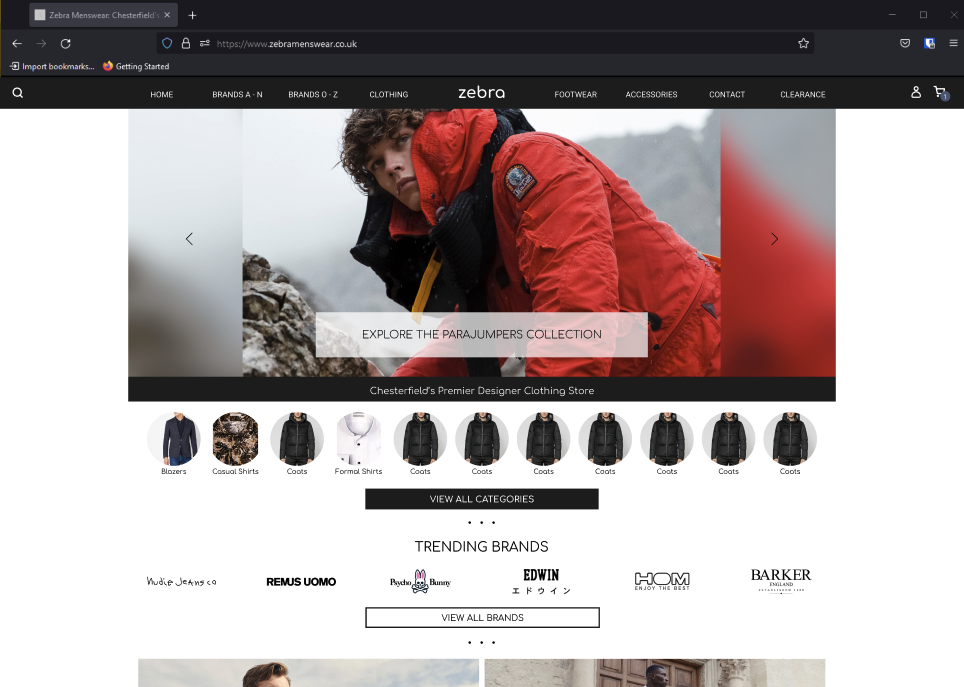 Zebra Menswear: Chesterfield's
https://www.zebramenswear.co.uk
Import bookmarks...
Getting Started
HOME
BRANDS A - N
BRANDS O - Z
CLOTHING
zebra
FOOTWEAR
ACCESSORIES
CONTACT
CLEARANCE
1
EXPLORE THE PARAJUMPERS COLLECTION
Chesterfield's Premier Designer Clothing Store
Blazers
Casual Shirts
Coats
Formal Shirts
Coats
Coats
Coats
Coats
Coats
Coats
Coats
VIEW ALL CATEGORIES
TRENDING BRANDS
Nudie Jeans co
REMUS UOMO
Psycho Bunny
EDWIN
エドウイン
HOM
ENJOY THE BEST
BARKER
ENGLAND
VIEW ALL BRANDS